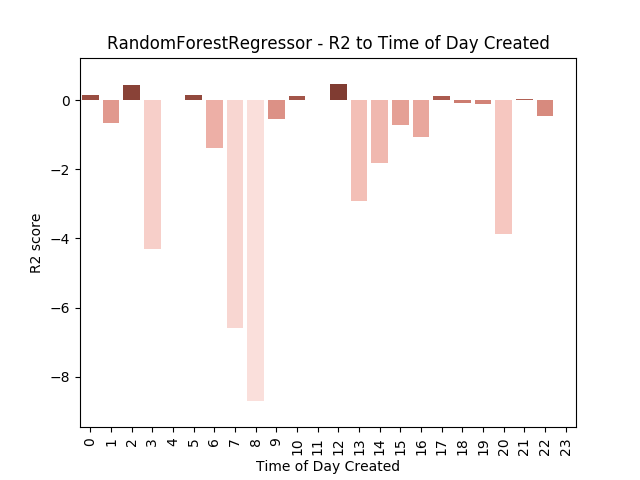 RandomForestRegressor - R2 to Time of Day Created
R2 score
0
−2
−4
−6
−8
0 1 2 3 4 5 6 7 8 9 10 11 12 13 14 15 16 17 18 19 20 21 22 23
Time of Day Created